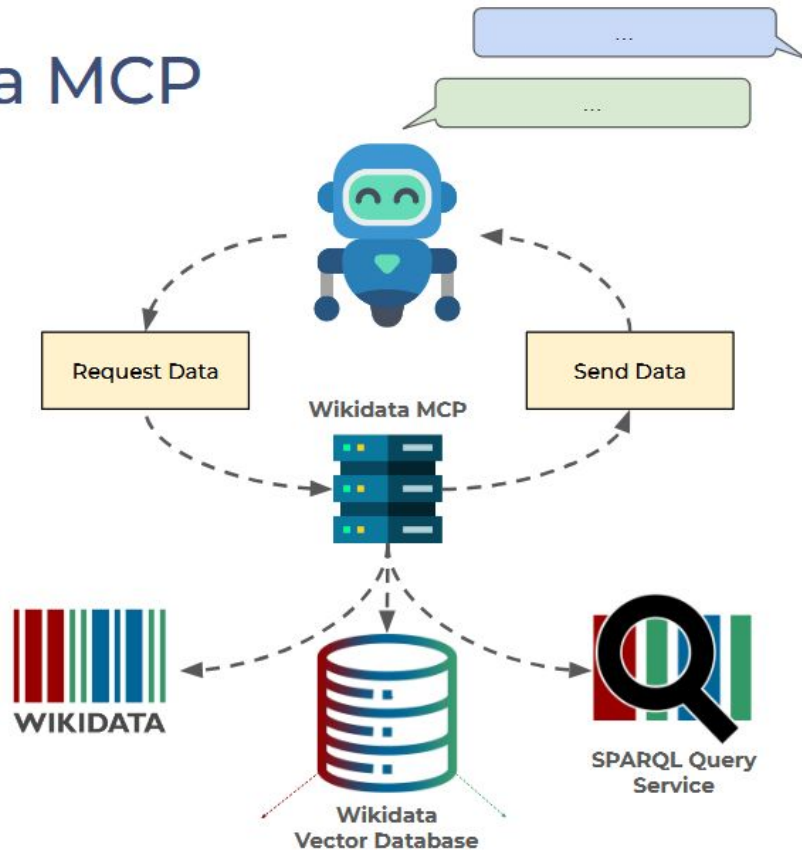 a MCP
...
...
Request Data
Send Data
Wikidata MCP
WIKIDATA
SPARQL Query
Service
Wikidata
Vector Database